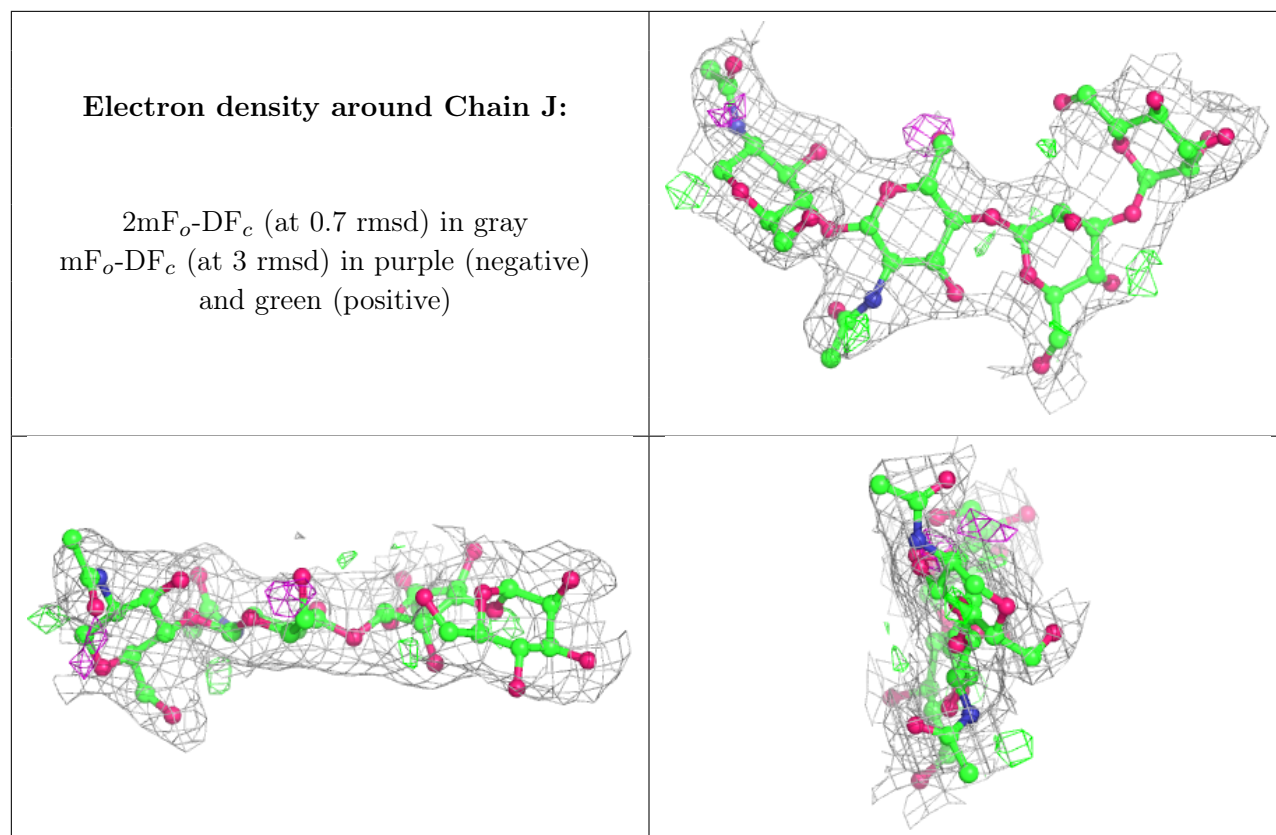 Electron density around Chain J:
2mFo-DFc (at 0.7 rmsd) in gray
mFo-DFc (at 3 rmsd) in purple (negative)
and green (positive)